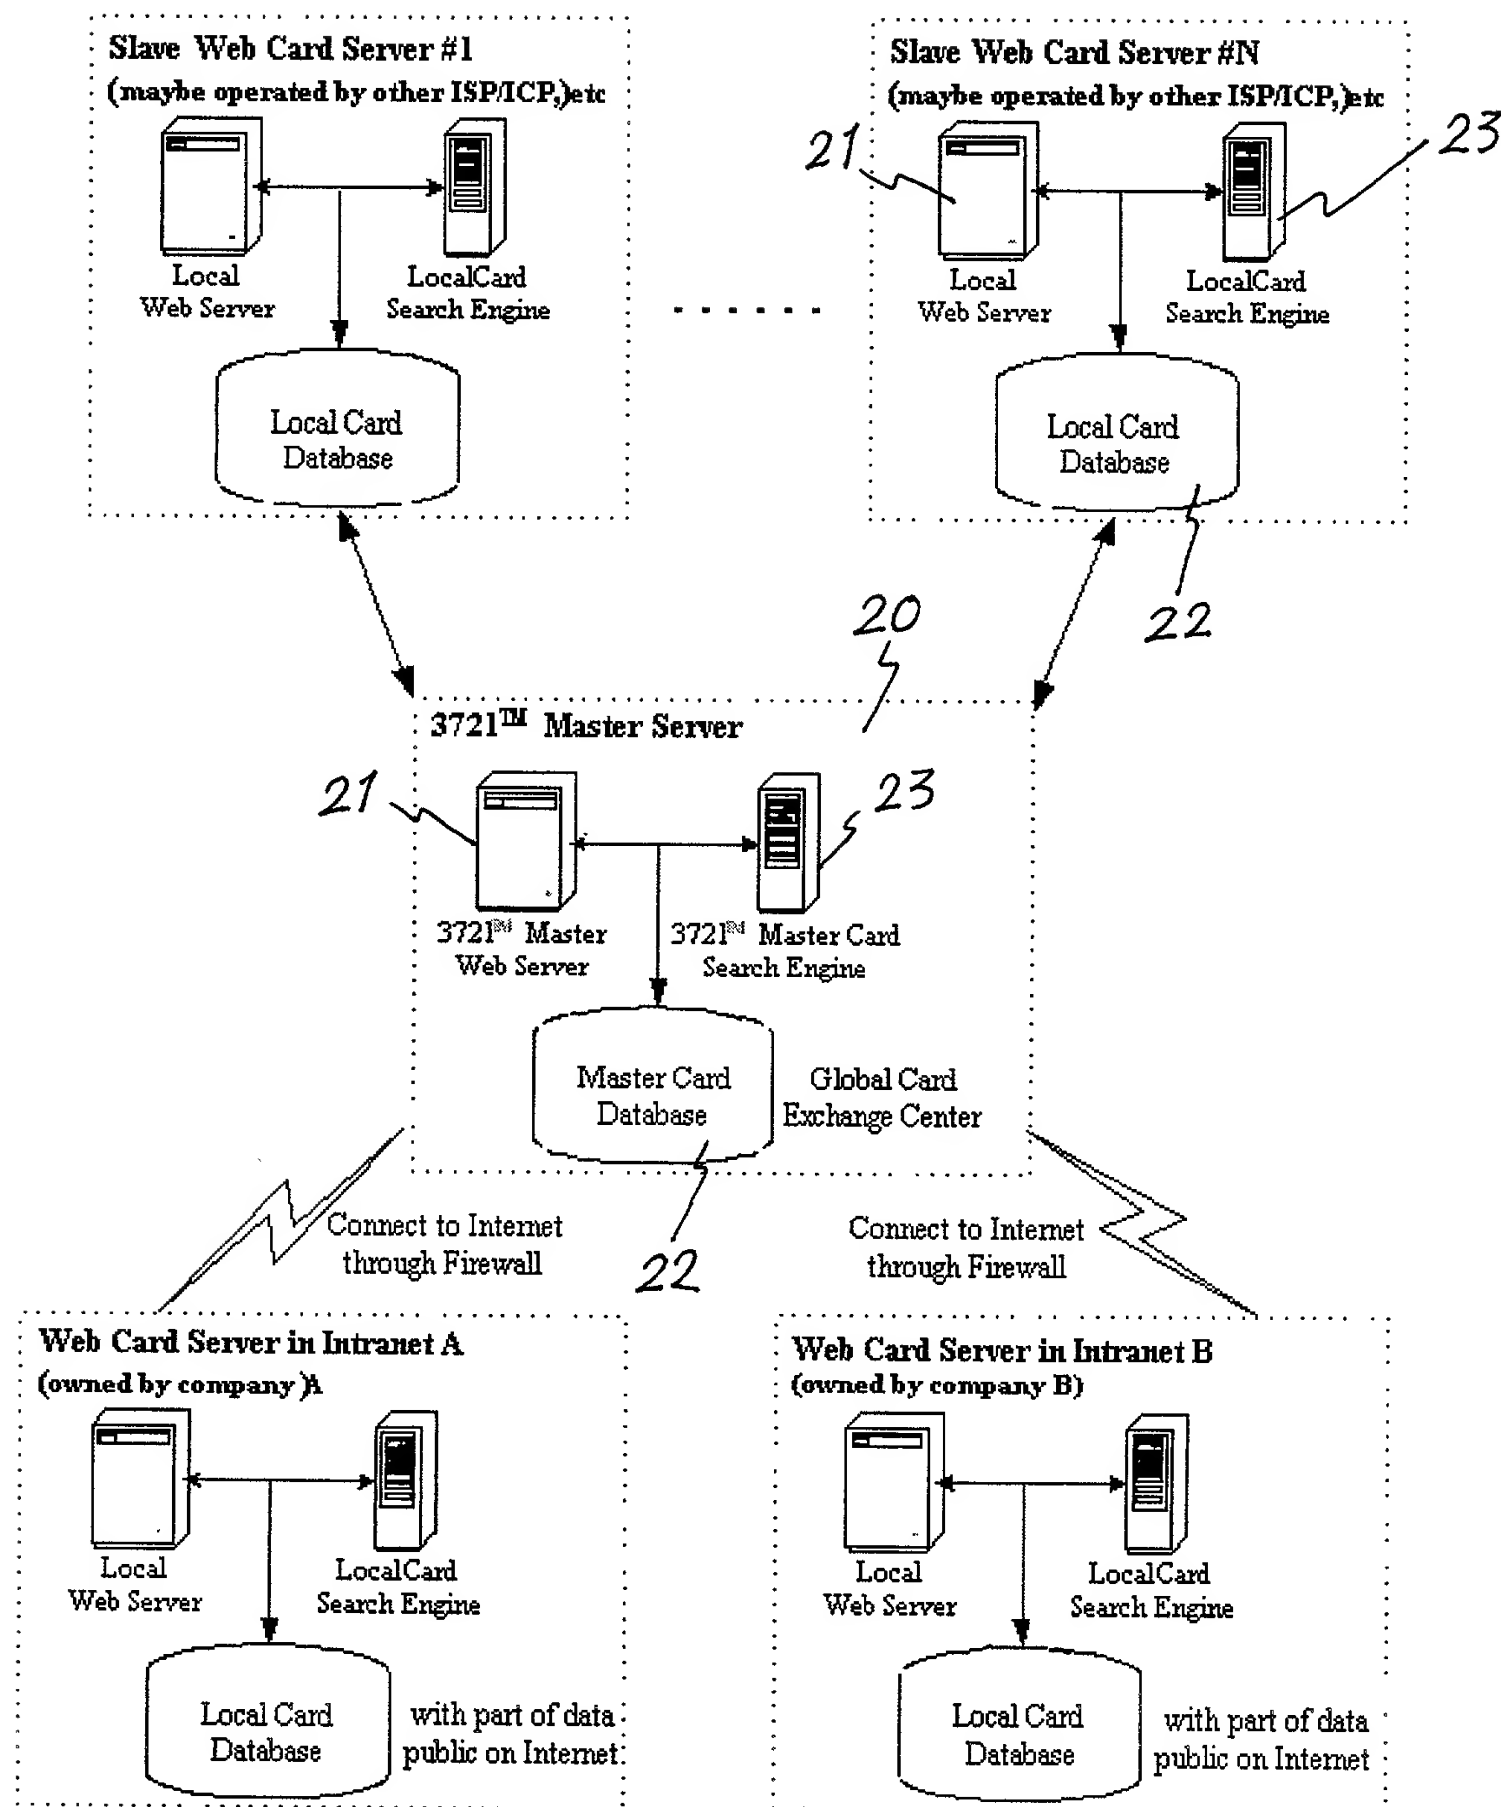 Slave Web Card Server #1
(maybe operated by other ISP/ICP,)etc
Local
Web Server
LocalCard
Search Engine
Local Card
Database
. . . . . .
Slave Web Card Server #N
(maybe operated by other ISP/ICP,)etc
21
23
Local
Web Server
LocalCard
Search Engine
Local Card
Database
22
20
3721™ Master Server
21
23
3721™ Master
Web Server
3721™ Master Card
Search Engine
Master Card
Database
Global Card
Exchange Center
22
Connect to Internet
through Firewall
Connect to Internet
through Firewall
Web Card Server in Intranet A
(owned by company )A
Local
Web Server
LocalCard
Search Engine
Local Card
Database
with part of data
public on Internet
Web Card Server in Intranet B
(owned by company B)
Local
Web Server
LocalCard
Search Engine
Local Card
Database
with part of data
public on Internet